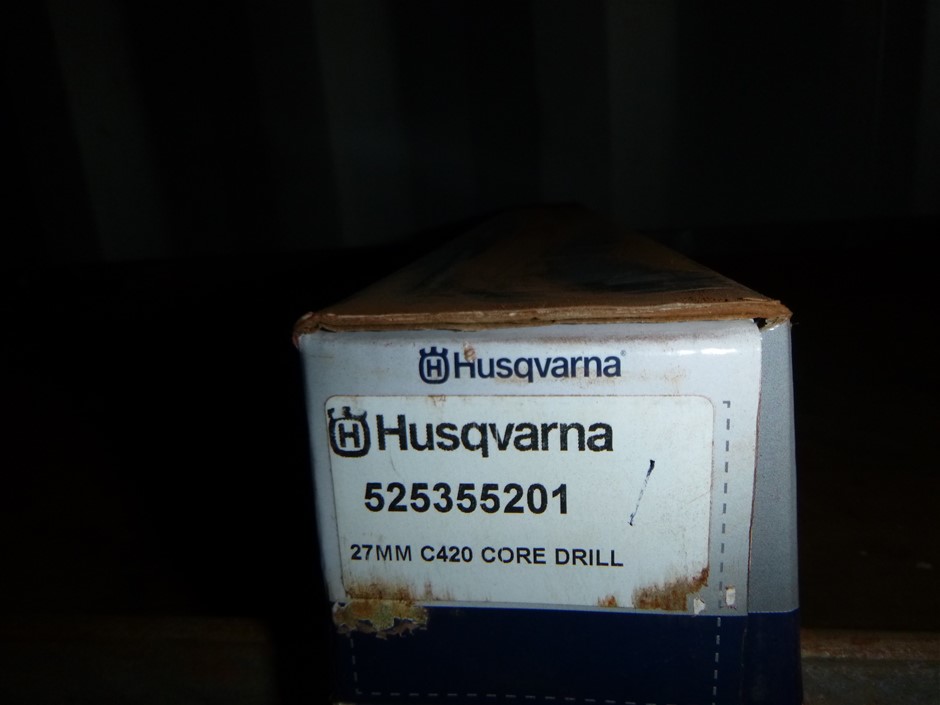 Husqvarna
Husqvarna
525355201
27MM C420 CORE DRILL